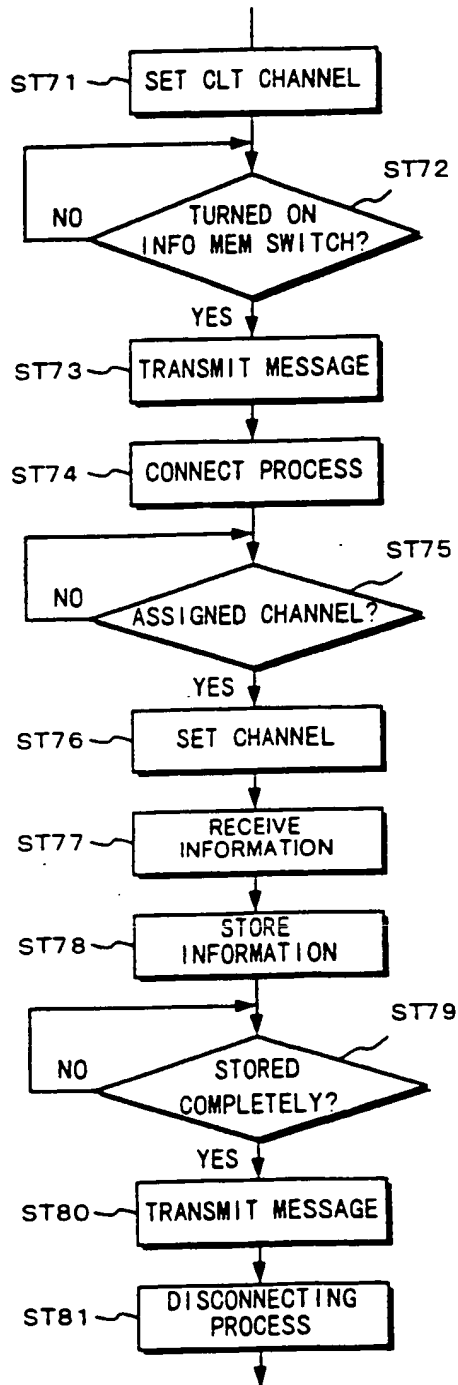 ST71
SET CLT CHANNEL
ST72
TURNED ON
INFO MEM SWITCH?
NO
YES
ST73
TRANSMIT MESSAGE
ST74
CONNECT PROCESS
ST75
ASSIGNED CHANNEL?
NO
YES
ST76
SET CHANNEL
ST77
RECEIVE
INFORMATION
ST78
STORE
INFORMATION
ST79
STORED
COMPLETELY?
NO
YES
ST80
TRANSMIT MESSAGE
ST81
DISCONNECTING
PROCESS